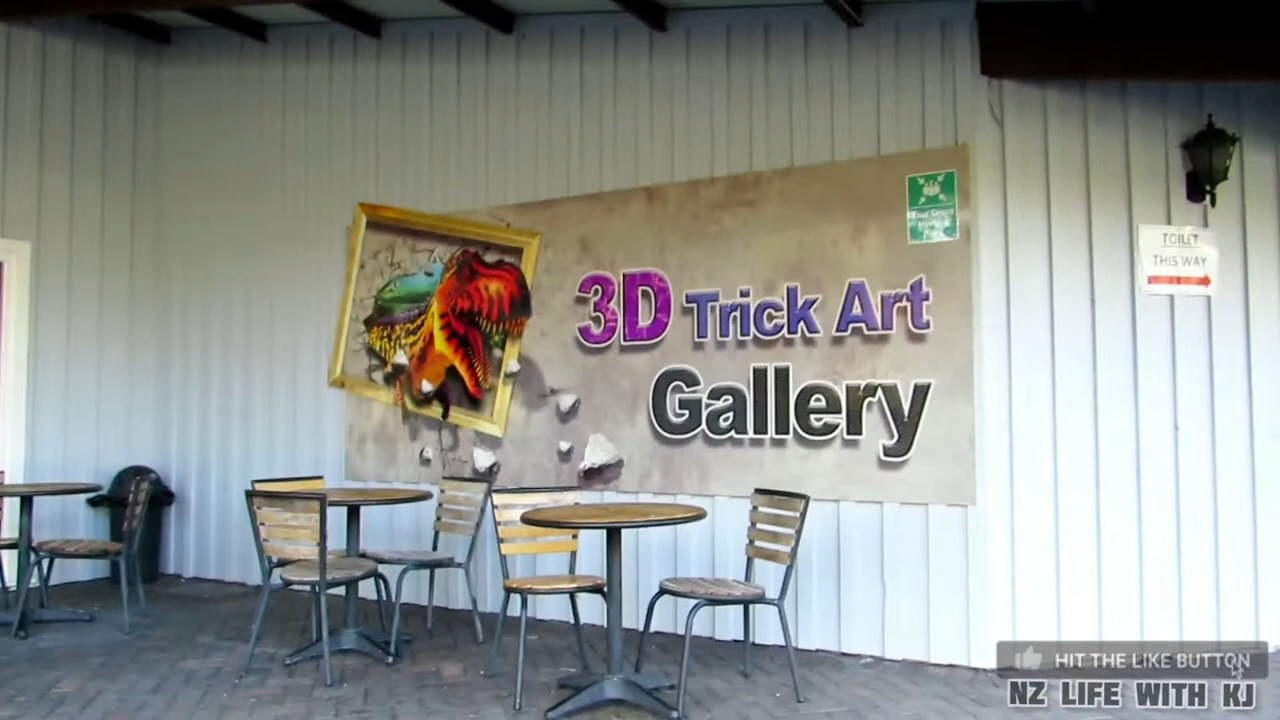 3D Trick Art
Gallery
TOILET
THIS WAY
HIT THE LIKE BUTTON
NZ LIFE WITH KJ